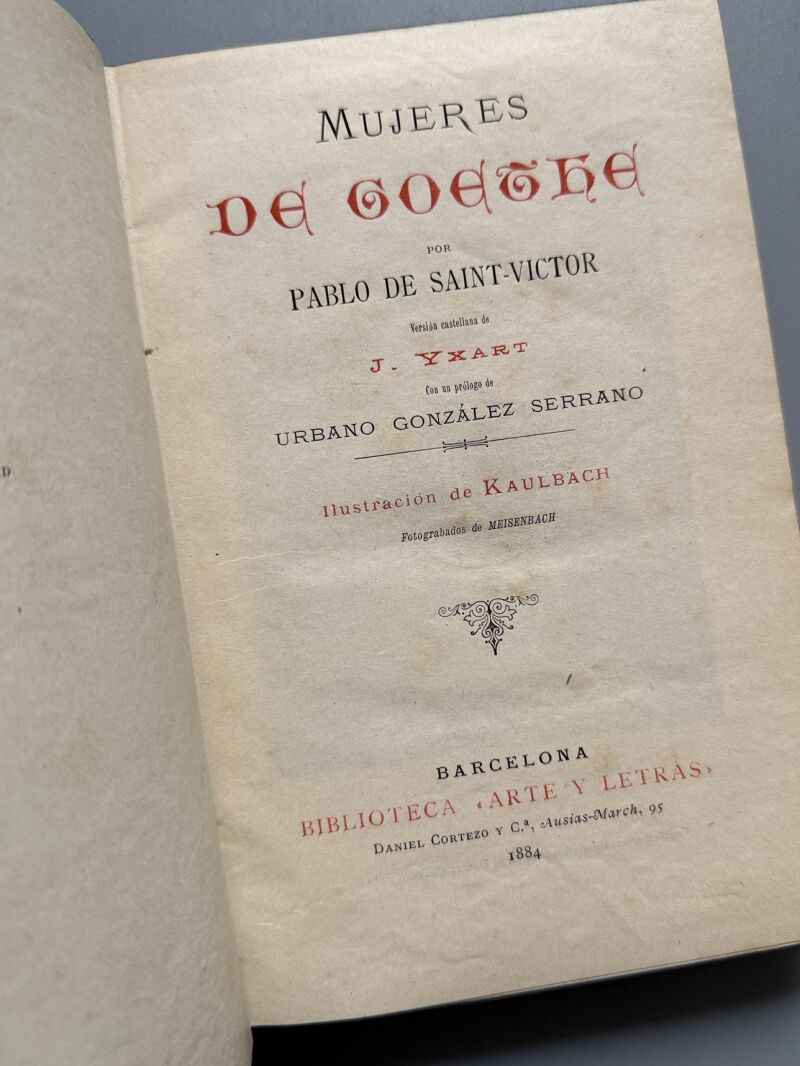 MUJERES
DE GOETHE
POR
PABLO DE SAINT-VICTOR
Versión castellana de
J. YXART
Con un prólogo de
URBANO GONZÁLEZ SERRANO
Ilustración de KAULBACH
Fotograbados de MEISENBACH
BARCELONA
BIBLIOTECA «ARTE Y LETRAS»
DANIEL CORTEZO Y C.ª, Ausias-March, 95
1884